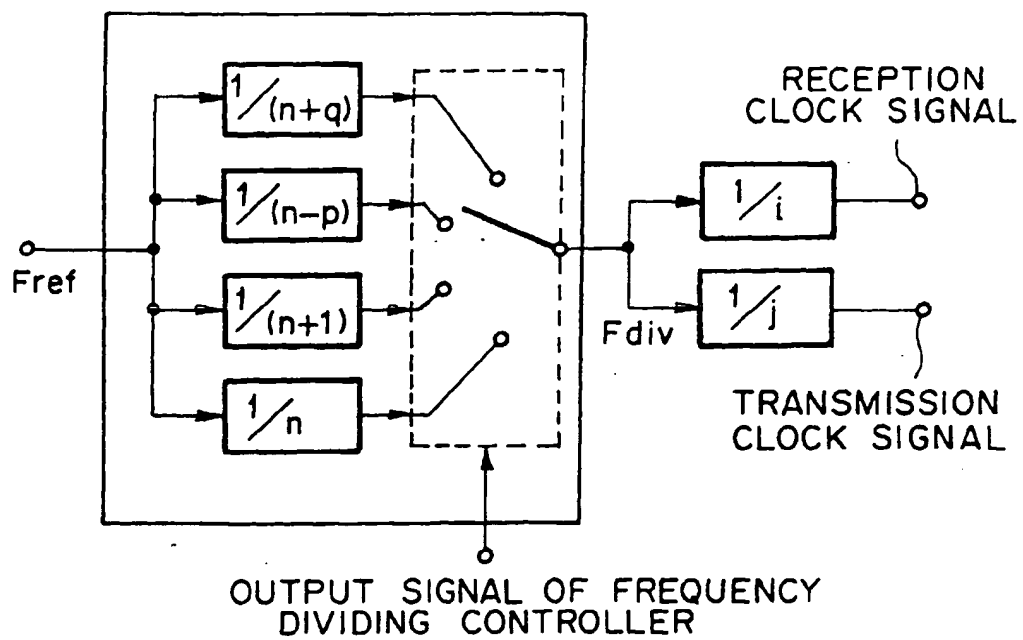 1/(n+q)
RECEPTION
CLOCK SIGNAL
1/(n-p)
1/i
Fref
1/(n+1)
Fdiv
1/j
1/n
TRANSMISSION
CLOCK SIGNAL
OUTPUT SIGNAL OF FREQUENCY
DIVIDING CONTROLLER